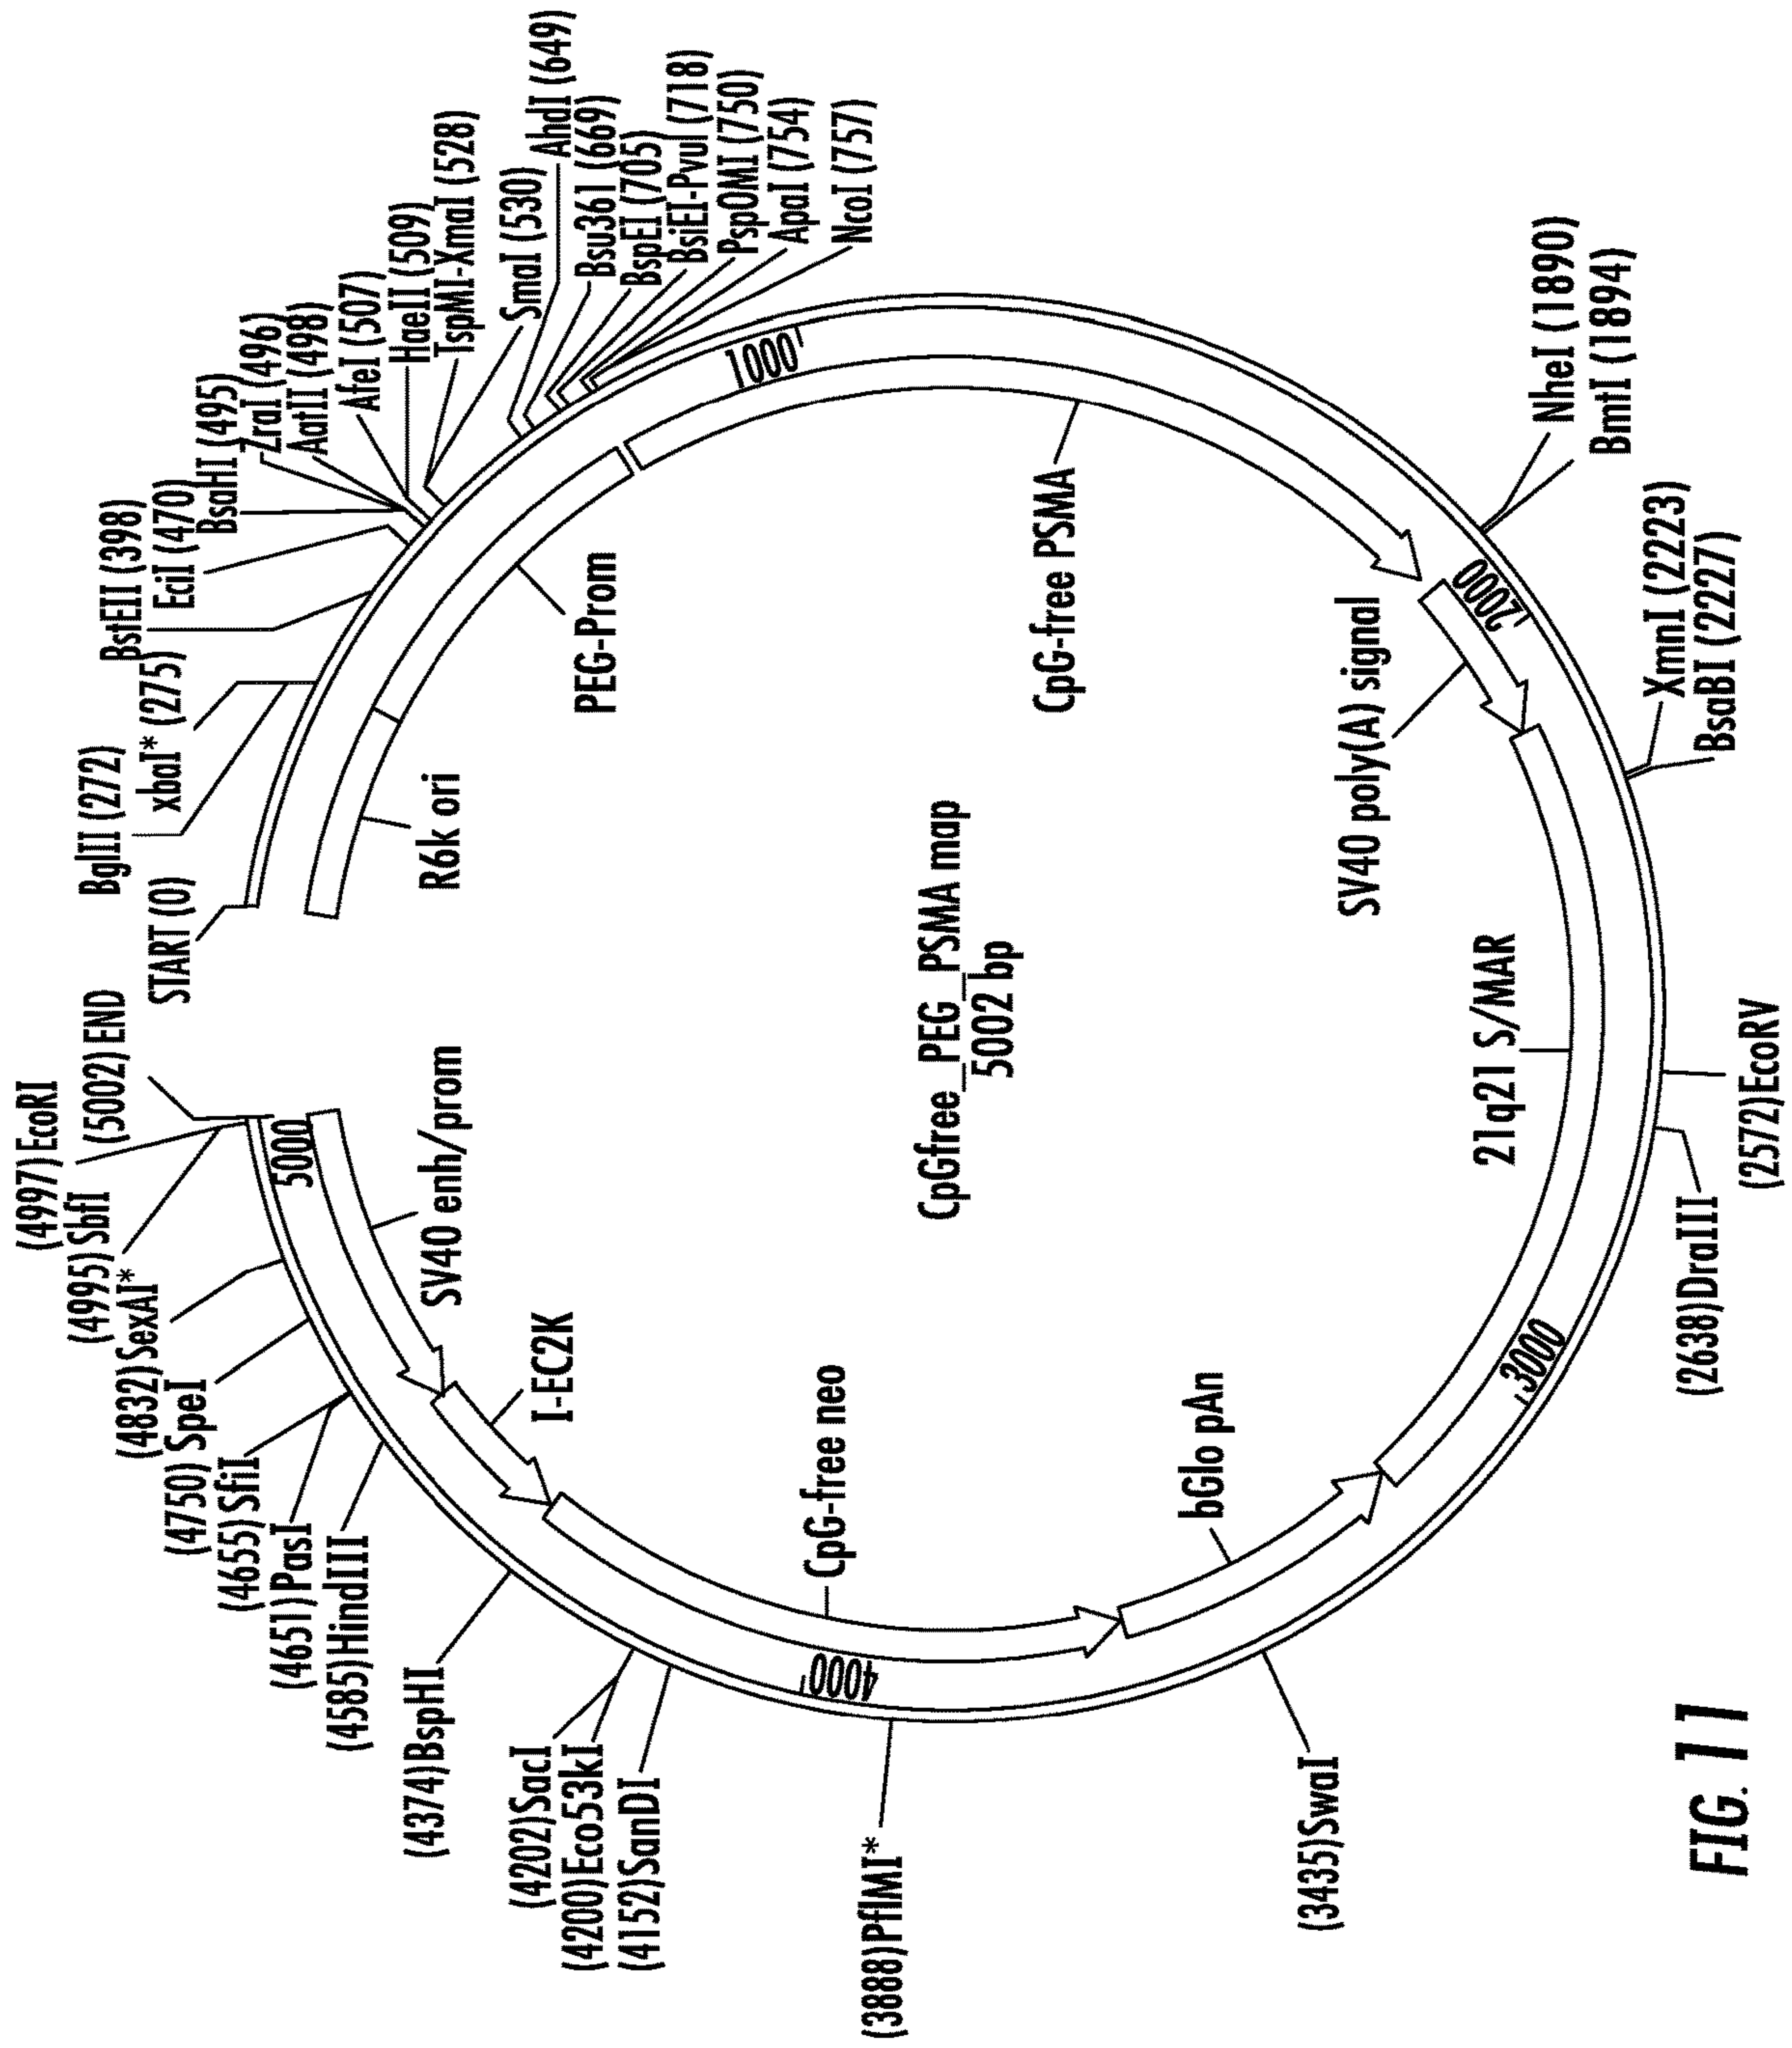 START (0)
BglII (272)
xbaI* (275)
BstEII (398)
EciI (470)
BsaHI (495)
ZraI (496)
AatII (498)
AfeI (507)
HaeII (509)
TspMI-XmaI (528)
SmaI (530)
AhdI (649)
Bsu361 (669)
BspEI (705)
BsiEI-PvuI (718)
PspOMI (750)
ApaI (754)
NcoI (757)
1000
NheI (1890)
BmtI (1894)
2000
XmnI (2223)
BsaBI (2227)
(2572)EcoRV
(2638)DraIII
3000
(3435)SwaI
(3888)PflMI*
4000
(4152)SanDI
(4200)Eco53kI
(4202)SacI
(4374)BspHI
(4585)HindIII
(4651)PasI
(4655)SfiI
(4750) SpeI
(4832)SexAI*
(4995)SbfI
(4997)EcoRI
(5002)END
5000
R6k ori
PEG-Prom
CpG-free PSMA
SV40 poly(A) signal
21q21 S/MAR
bGlo pAn
CpG-free neo
I-EC2K
SV40 enh/prom
CpGfree_PEG_PSMA map
5002 bp
FIG. 11